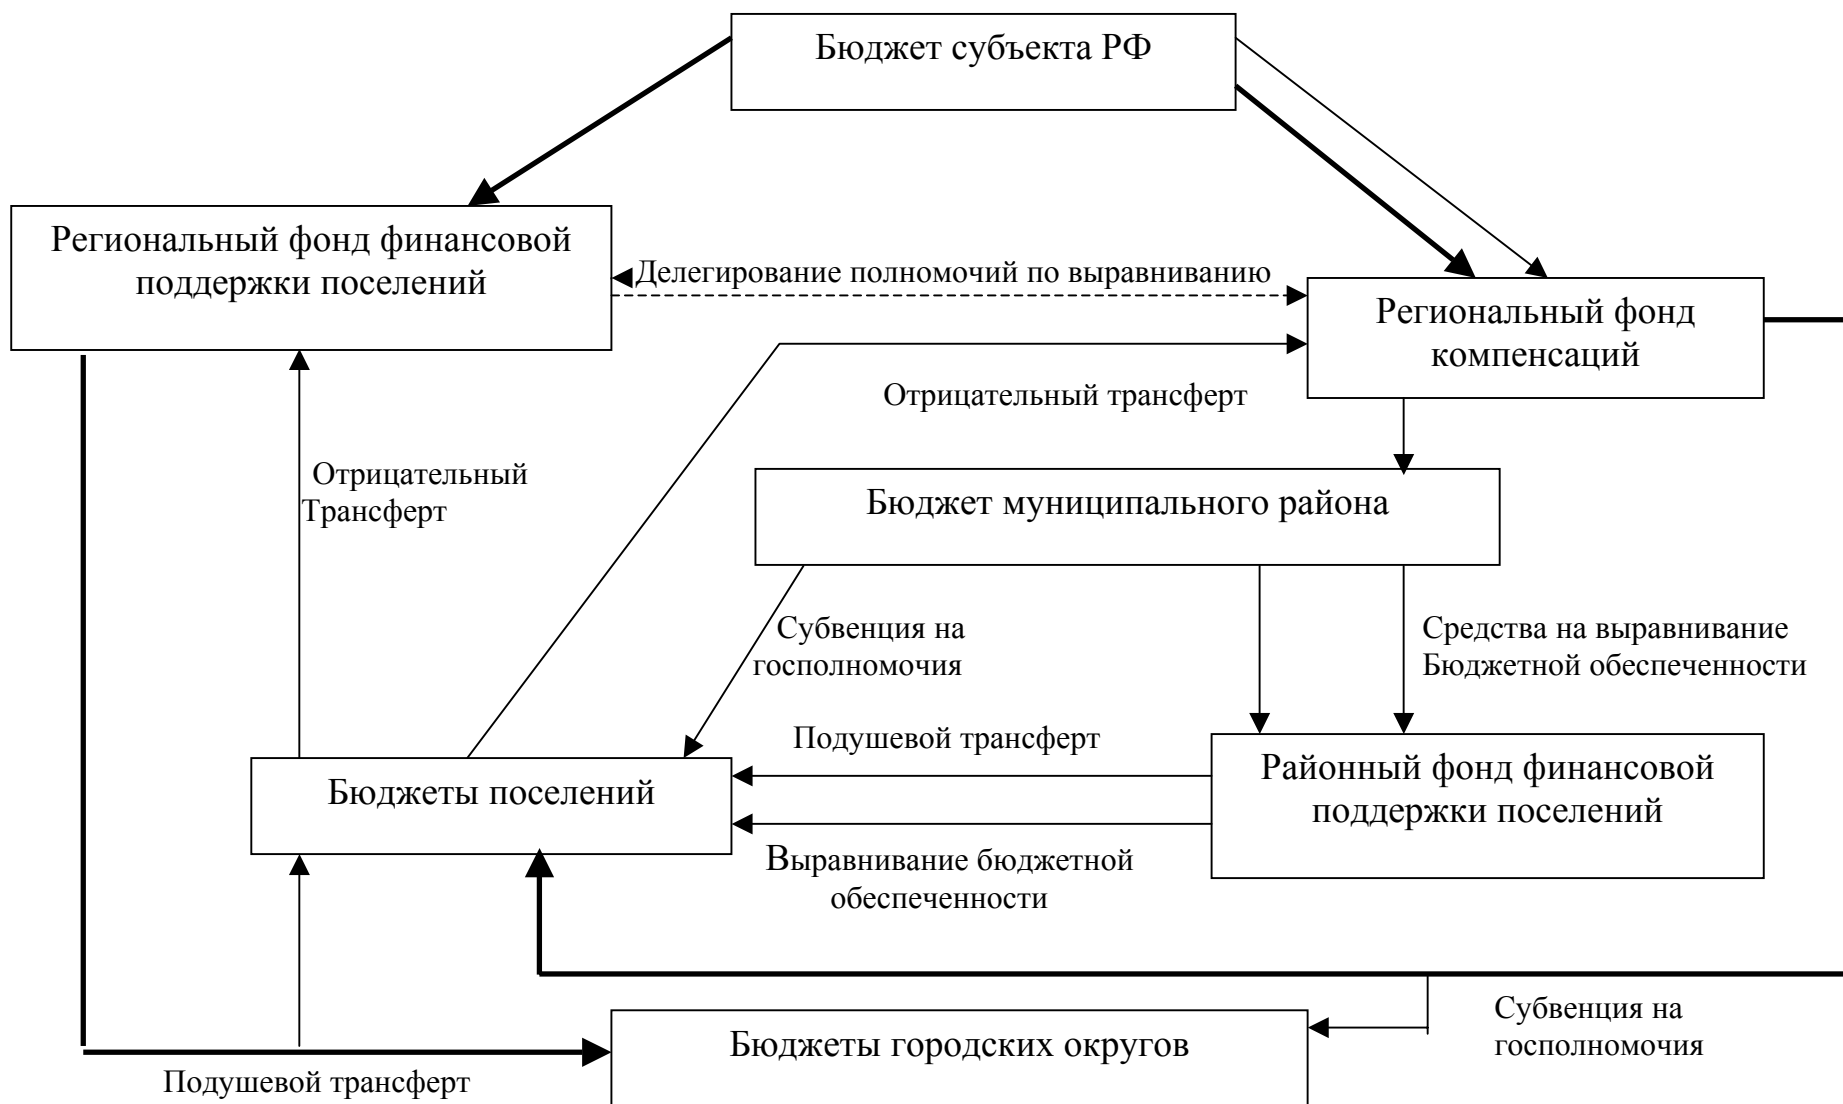 Бюджет субъекта РФ
Региональный фонд финансовой
поддержки поселений
Делегирование полномочий по выравниванию
Региональный фонд
компенсаций
Отрицательный трансферт
Отрицательный
Трансферт
Бюджет муниципального района
Субвенция на
госполномочия
Средства на выравнивание
Бюджетной обеспеченности
Подушевой трансферт
Бюджеты поселений
Районный фонд финансовой
поддержки поселений
Выравнивание бюджетной
обеспеченности
Субвенция на
госполномочия
Бюджеты городских округов
Подушевой трансферт